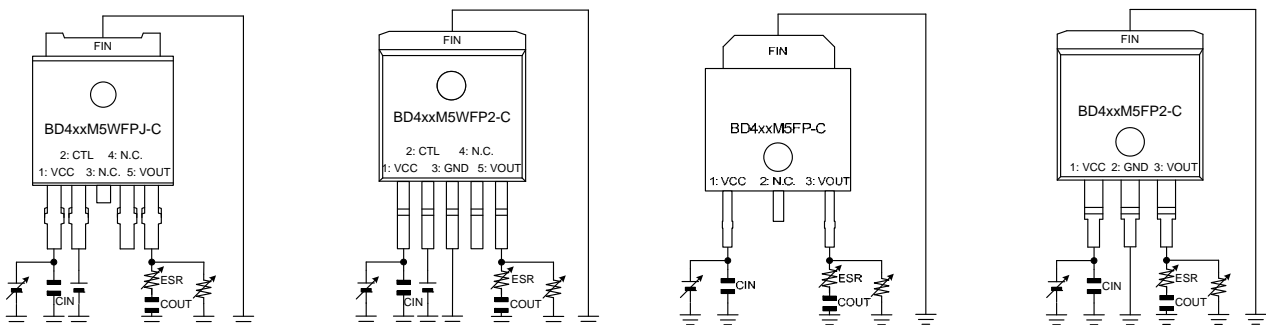 FIN
BD4xxM5WFPJ-C
2: CTL 4: N.C.
1: VCC 3: N.C. 5: VOUT
CIN
ESR
COUT
FIN
BD4xxM5WFP2-C
2: CTL 4: N.C.
1: VCC 3: GND 5: VOUT
CIN
ESR
COUT
FIN
BD4xxM5FP-C
1: VCC 2: N.C. 3: VOUT
CIN
ESR
COUT
FIN
BD4xxM5FP2-C
1: VCC 2: GND 3: VOUT
CIN
ESR
COUT